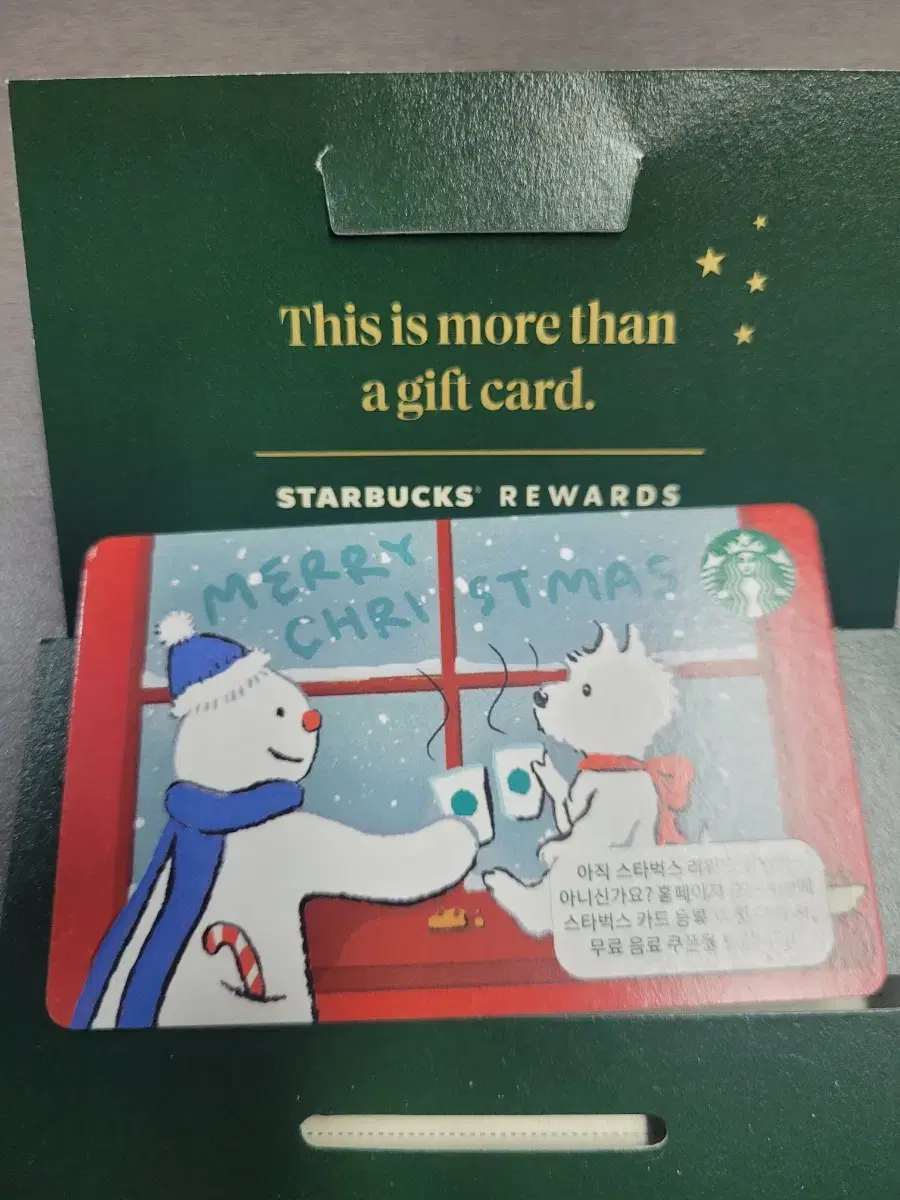 This is more than
a gift card.
STARBUCKS® REWARDS
MERRY
CHRISTMAS
아직 스타벅스
아니신가요? 홈페이지
스타벅스 카드 등록
무료 음료 쿠폰을